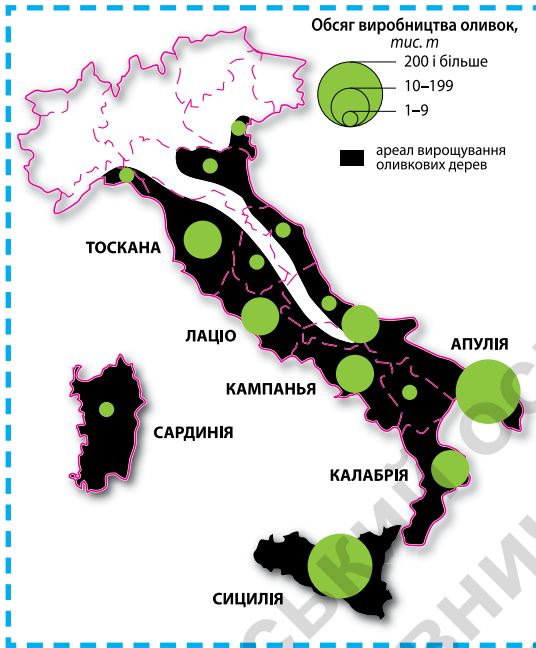 Обсяг виробництва оливок,
тис. т
200 і більше
10–199
1–9
ареал вирощування
оливкових дерев
ТОСКАНА
ЛАЦІО
АПУЛІЯ
КАМПАНЬЯ
САРДИНІЯ
КАЛАБРІЯ
СИЦИЛІЯ